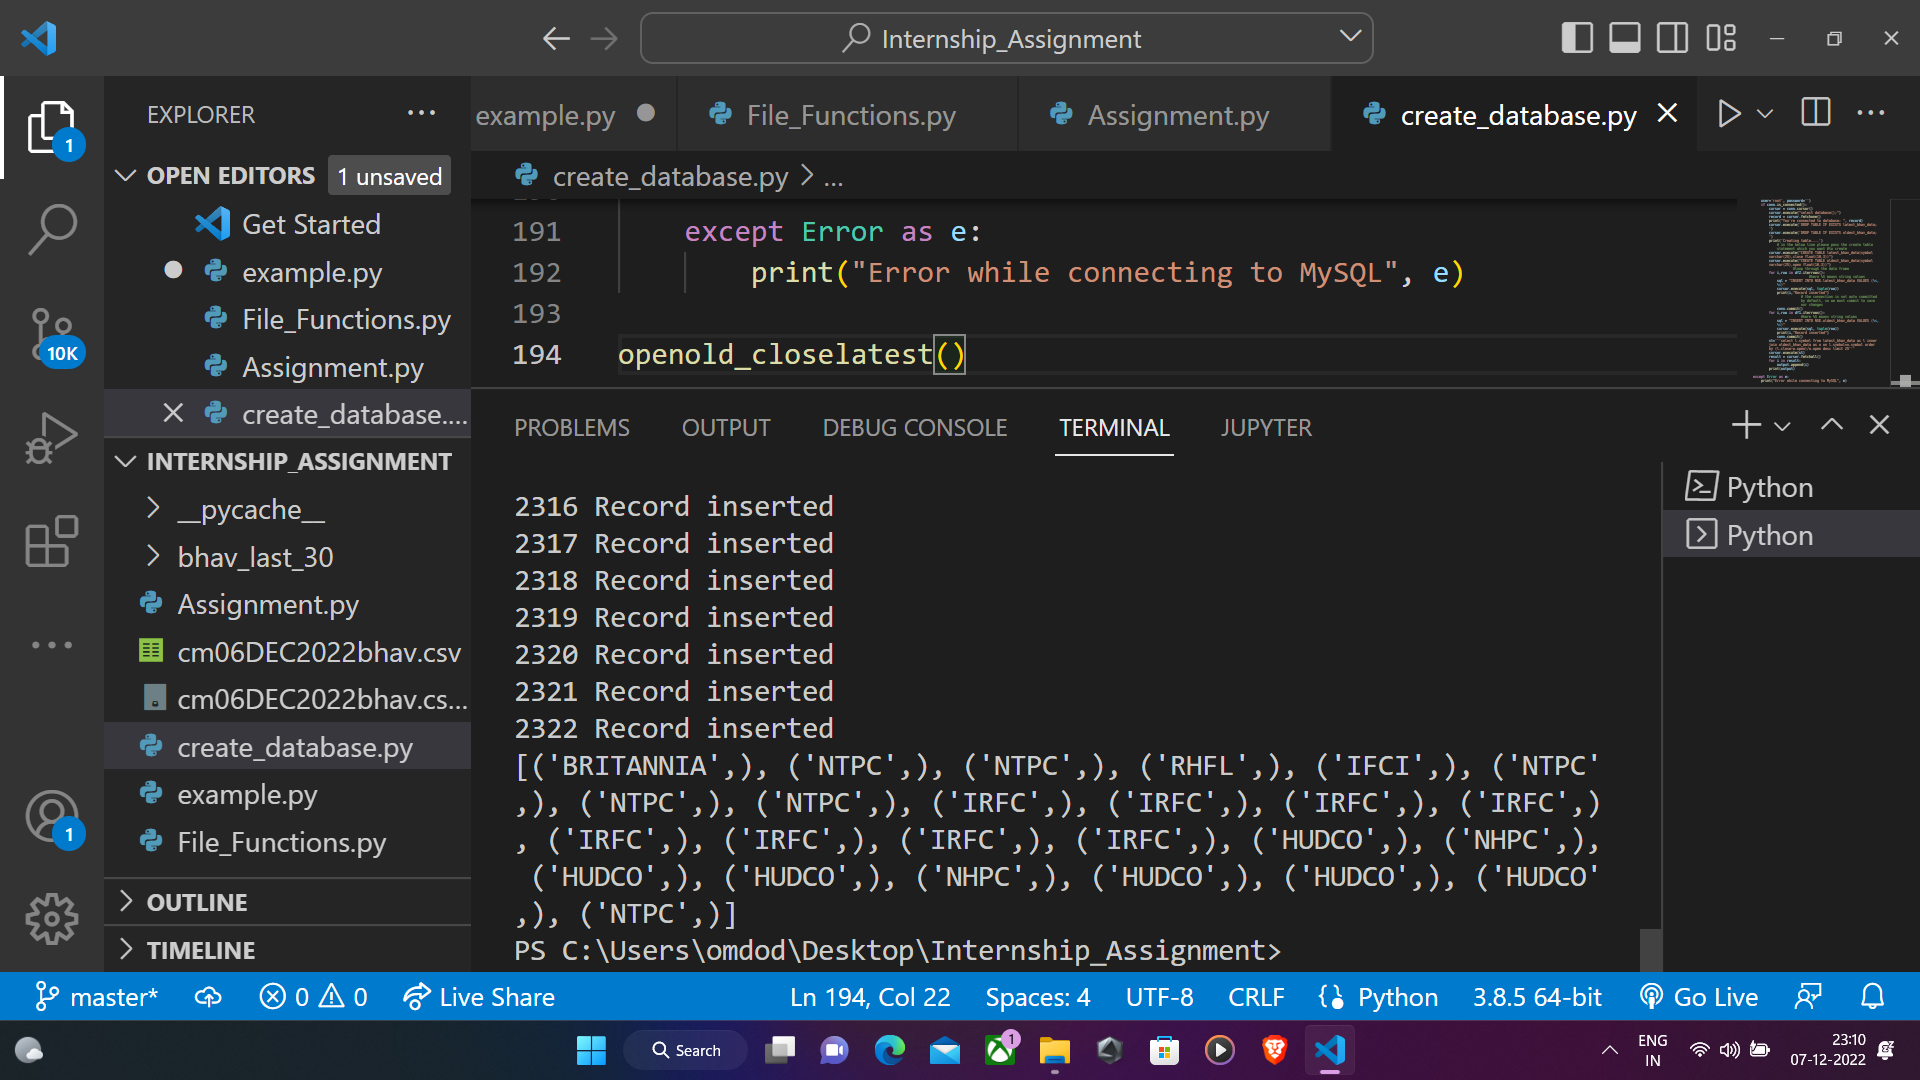 Internship_Assignment
EXPLORER
example.py
File_Functions.py
Assignment.py
create_database.py
1
OPEN EDITORS
1 unsaved
create_database.py > ...
Get Started
example.py
File_Functions.py
Assignment.py
create_database....
10K
191 except Error as e:
192 print("Error while connecting to MySQL", e)
193
194 openold_closelatest()
INTERNSHIP_ASSIGNMENT
__pycache__
bhav_last_30
Assignment.py
cm06DEC2022bhav.csv
cm06DEC2022bhav.cs...
create_database.py
example.py
File_Functions.py
1
OUTLINE
TIMELINE
PROBLEMS
OUTPUT
DEBUG CONSOLE
TERMINAL
JUPYTER
Python
Python
2316 Record inserted
2317 Record inserted
2318 Record inserted
2319 Record inserted
2320 Record inserted
2321 Record inserted
2322 Record inserted
[('BRITANNIA',), ('NTPC',), ('NTPC',), ('RHFL',), ('IFCI',), ('NTPC'
,), ('NTPC',), ('NTPC',), ('IRFC',), ('IRFC',), ('IRFC',), ('IRFC',)
, ('IRFC',), ('IRFC',), ('IRFC',), ('IRFC',), ('HUDCO',), ('NHPC',),
('HUDCO',), ('HUDCO',), ('NHPC',), ('HUDCO',), ('HUDCO',), ('HUDCO'
,), ('NTPC',)]
PS C:\Users\omdod\Desktop\Internship_Assignment>
master*
0
0
Live Share
Ln 194, Col 22
Spaces: 4
UTF-8
CRLF
Python
3.8.5 64-bit
Go Live
Search
1
ENG
IN
23:10
07-12-2022